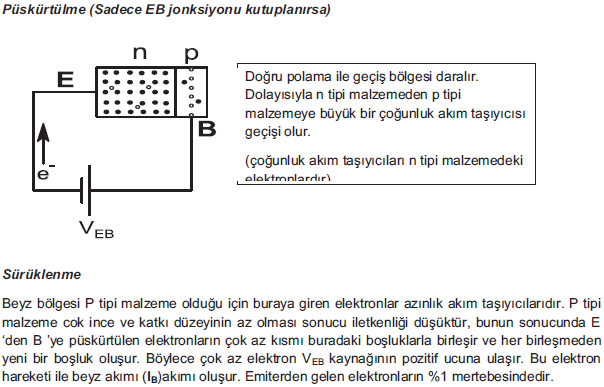 Püskürtülme (Sadece EB jonksiyonu kutuplanırsa)
n p
E
B
e-
VEB
Doğru polama ile geçiş bölgesi daralır.
Dolayısıyla n tipi malzemeden p tipi
malzemeye büyük bir çoğunluk akım taşıyıcısı
geçişi olur.
(çoğunluk akım taşıyıcıları n tipi malzemedeki
elektronlardır)
Sürüklenme
Beyz bölgesi P tipi malzeme olduğu için buraya giren elektronlar azınlık akım taşıyıcılarıdır. P tipi
malzeme cok ince ve katkı düzeyinin az olması sonucu iletkenliği düşüktür, bunun sonucunda E
‘den B ’ye püskürtülen elektronların çok az kısmı buradaki boşluklarla birleşir ve her birleşmeden
yeni bir boşluk oluşur. Böylece çok az elektron VEB kaynağının pozitif ucuna ulaşır. Bu elektron
hareketi ile beyz akımı (IB)akımı oluşur. Emiterden gelen elektronların %1 mertebesindedir.